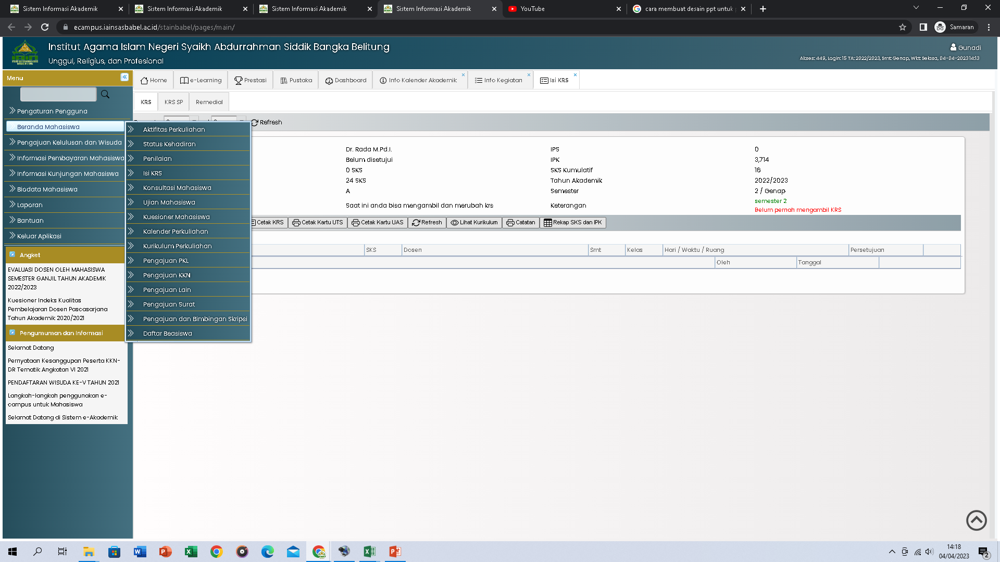 Sistem Informasi Akademik
Sistem Informasi Akademik
Sistem Informasi Akademik
Sistem Informasi Akademik
YouTube
cara membuat desain ppt untuk
ecampus.iainsasbabel.ac.id/stainbabel/pages/main/
Samaran
Institut Agama Islam Negeri Syaikh Abdurrahman Siddik Bangka Belitung
Unggul, Religius, dan Profesional
Gunadi
Akses: 449, Login: 15 TA: 2022/2023, Smt: Genap, Wkt: Selasa, 04-04-2023 14:13
Menu
Home
e-Learning
Prestasi
Pustaka
Dashboard
Info Kalender Akademik
Info Kegiatan
Isi KRS
KRS
KRS SP
Remedial
Refresh
Pengaturan Pengguna
Beranda Mahasiswa
Pengajuan Kelulusan dan Wisuda
Informasi Pembayaran Mahasiswa
Informasi Kunjungan Mahasiswa
Biodata Mahasiswa
Laporan
Bantuan
Keluar Aplikasi
Aktifitas Perkuliahan
Status Kehadiran
Penilaian
Isi KRS
Konsultasi Mahasiswa
Ujian Mahasiswa
Kuesioner Mahasiswa
Kalender Perkuliahan
Kurikulum Perkuliahan
Pengajuan PKL
Pengajuan KKN
Pengajuan Lain
Pengajuan Surat
Pengajuan dan Bimbingan Skripsi
Daftar Beasiswa
Dr. Rada M.Pd.I. IPS 0
Belum disetujui IPK 3,714
0 SKS SKS Kumulatif 16
24 SKS Tahun Akademik 2022/2023
A Semester 2 / Genap
Saat ini anda bisa mengambil dan merubah krs Keterangan
semester 2
Belum pernah mengambil KRS
Cetak KRS
Cetak Kartu UTS
Cetak Kartu UAS
Refresh
Lihat Kurikulum
Catatan
Rekap SKS dan IPK
SKS Dosen Smt Kelas Hari / Waktu / Ruang Persetujuan
Oleh Tanggal
Angket
EVALUASI DOSEN OLEH MAHASISWA
SEMESTER GANJIL TAHUN AKADEMIK
2022/2023
Kuesioner Indeks Kualitas
Pembelajaran Dosen Pascasarjana
Tahun Akademik 2020/2021
Pengumuman dan Informasi
Selamat Datang
Pernyataan Kesanggupan Peserta KKN-
DR Tematik Angkatan VI 2021
PENDAFTARAN WISUDA KE-V TAHUN 2021
Langkah-langkah penggunakan e-
campus untuk Mahasiswa
Selamat Datang di Sistem e-Akademik
14:18
04/04/2023
2